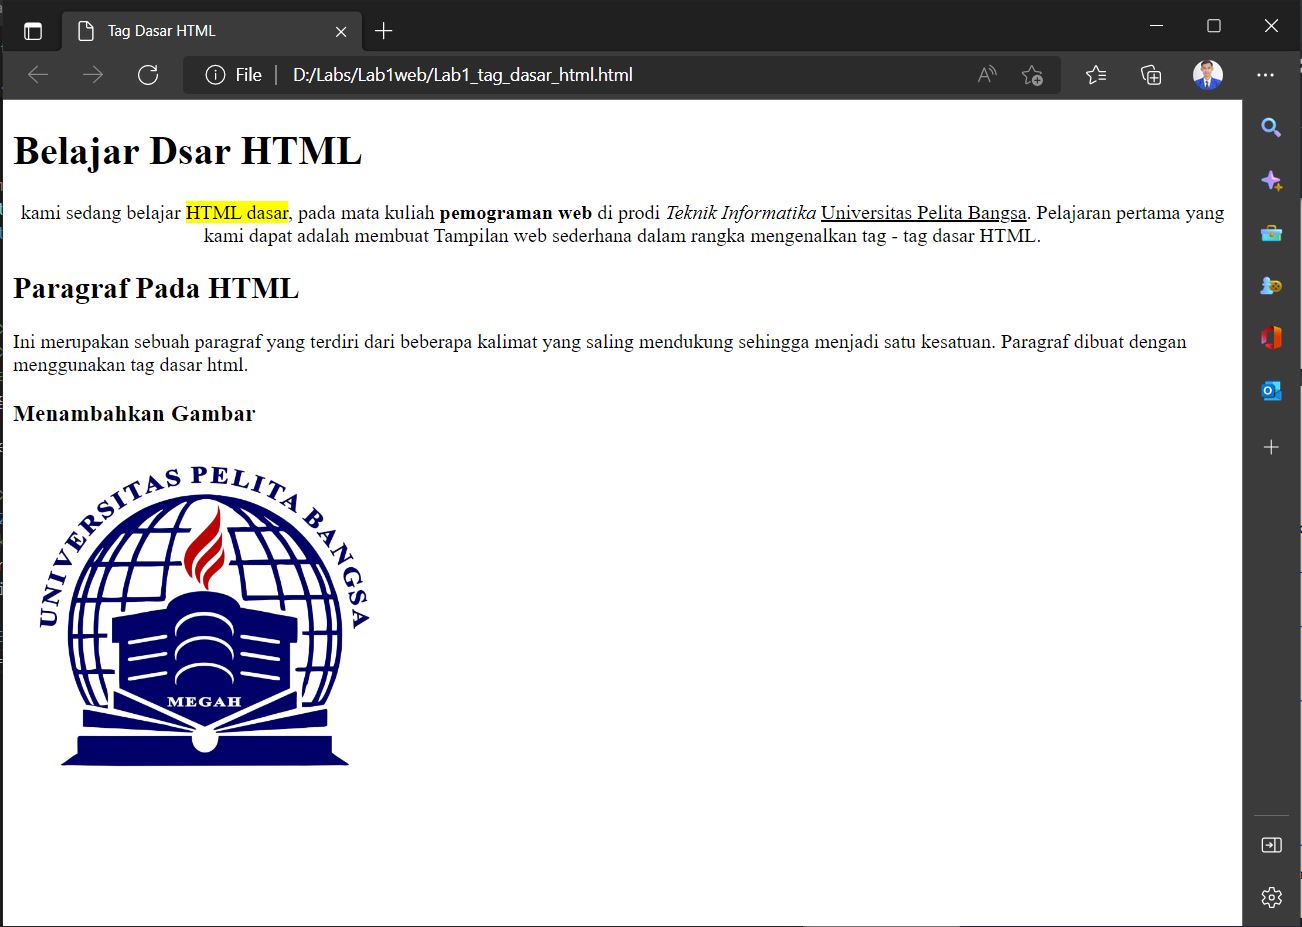 Tag Dasar HTML
File
D:/Labs/Lab1web/Lab1_tag_dasar_html.html
Belajar Dsar HTML
kami sedang belajar HTML dasar, pada mata kuliah pemograman web di prodi Teknik Informatika Universitas Pelita Bangsa. Pelajaran pertama yang
kami dapat adalah membuat Tampilan web sederhana dalam rangka mengenalkan tag - tag dasar HTML.
Paragraf Pada HTML
Ini merupakan sebuah paragraf yang terdiri dari beberapa kalimat yang saling mendukung sehingga menjadi satu kesatuan. Paragraf dibuat dengan
menggunakan tag dasar html.
Menambahkan Gambar
UNIVERSITAS PELITA BANGSA
MEGAH